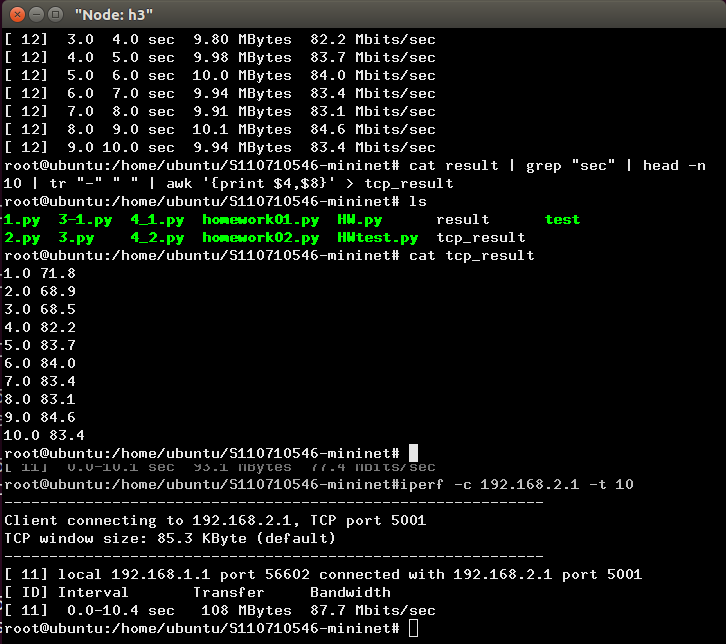 "Node: h3"
[ 12]  3.0  4.0 sec  9.80 MBytes  82.2 Mbits/sec
[ 12]  4.0  5.0 sec  9.98 MBytes  83.7 Mbits/sec
[ 12]  5.0  6.0 sec  10.0 MBytes  84.0 Mbits/sec
[ 12]  6.0  7.0 sec  9.94 MBytes  83.4 Mbits/sec
[ 12]  7.0  8.0 sec  9.91 MBytes  83.1 Mbits/sec
[ 12]  8.0  9.0 sec  10.1 MBytes  84.6 Mbits/sec
[ 12]  9.0 10.0 sec  9.94 MBytes  83.4 Mbits/sec
root@ubuntu:/home/ubuntu/S110710546-mininet# cat result | grep "sec" | head -n
10 | tr "-" " " | awk '{print $4,$8}' > tcp_result
root@ubuntu:/home/ubuntu/S110710546-mininet# ls
1.py  3-1.py  4_1.py  homework01.py  HW.py      result      test
2.py  3.py    4_2.py  homework02.py  HWtest.py  tcp_result
root@ubuntu:/home/ubuntu/S110710546-mininet# cat tcp_result
1.0 71.8
2.0 68.9
3.0 68.5
4.0 82.2
5.0 83.7
6.0 84.0
7.0 83.4
8.0 83.1
9.0 84.6
10.0 83.4
root@ubuntu:/home/ubuntu/S110710546-mininet#
[ 11]  0.0-10.1 sec  93.1 MBytes  77.4 Mbits/sec
root@ubuntu:/home/ubuntu/S110710546-mininet#iperf -c 192.168.2.1 -t 10
------------------------------------------------------------
Client connecting to 192.168.2.1, TCP port 5001
TCP window size: 85.3 KByte (default)
------------------------------------------------------------
[ 11] local 192.168.1.1 port 56602 connected with 192.168.2.1 port 5001
[ ID] Interval       Transfer     Bandwidth
[ 11]  0.0-10.4 sec   108 MBytes  87.7 Mbits/sec
root@ubuntu:/home/ubuntu/S110710546-mininet#